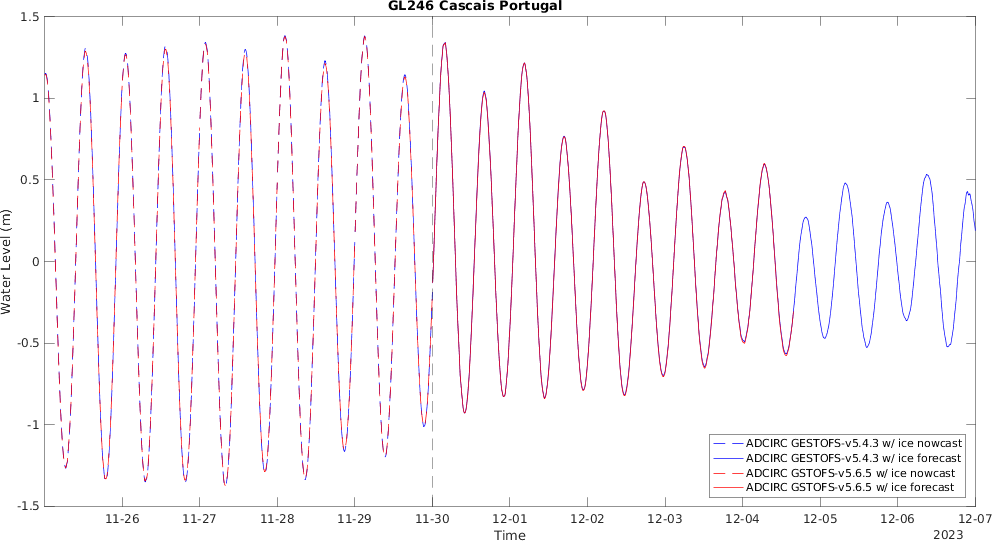 GL246 Cascais Portugal
1.5
1
0.5
0
-0.5
-1
-1.5
Water Level (m)
11-26 11-27 11-28 11-29 11-30 12-01 12-02 12-03 12-04 12-05 12-06 12-07
Time
2023
ADCIRC GESTOFS-v5.4.3 w/ ice nowcast
ADCIRC GESTOFS-v5.4.3 w/ ice forecast
ADCIRC GSTOFS-v5.6.5 w/ ice nowcast
ADCIRC GSTOFS-v5.6.5 w/ ice forecast